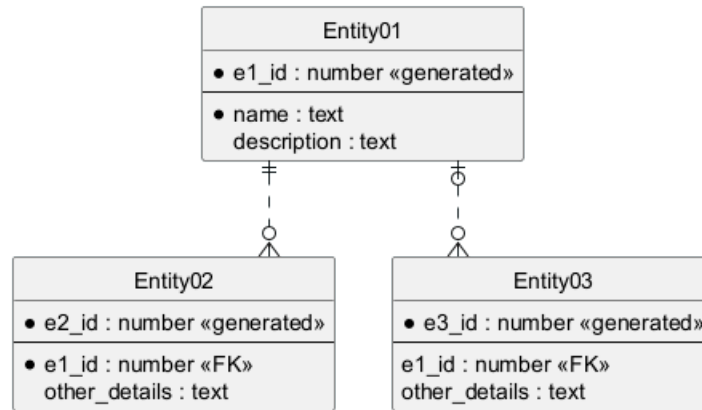 Entity01
• e1_id : number «generated»
• name : text
description : text
Entity02
• e2_id : number «generated»
• e1_id : number «FK»
other_details : text
Entity03
• e3_id : number «generated»
e1_id : number «FK»
other_details : text